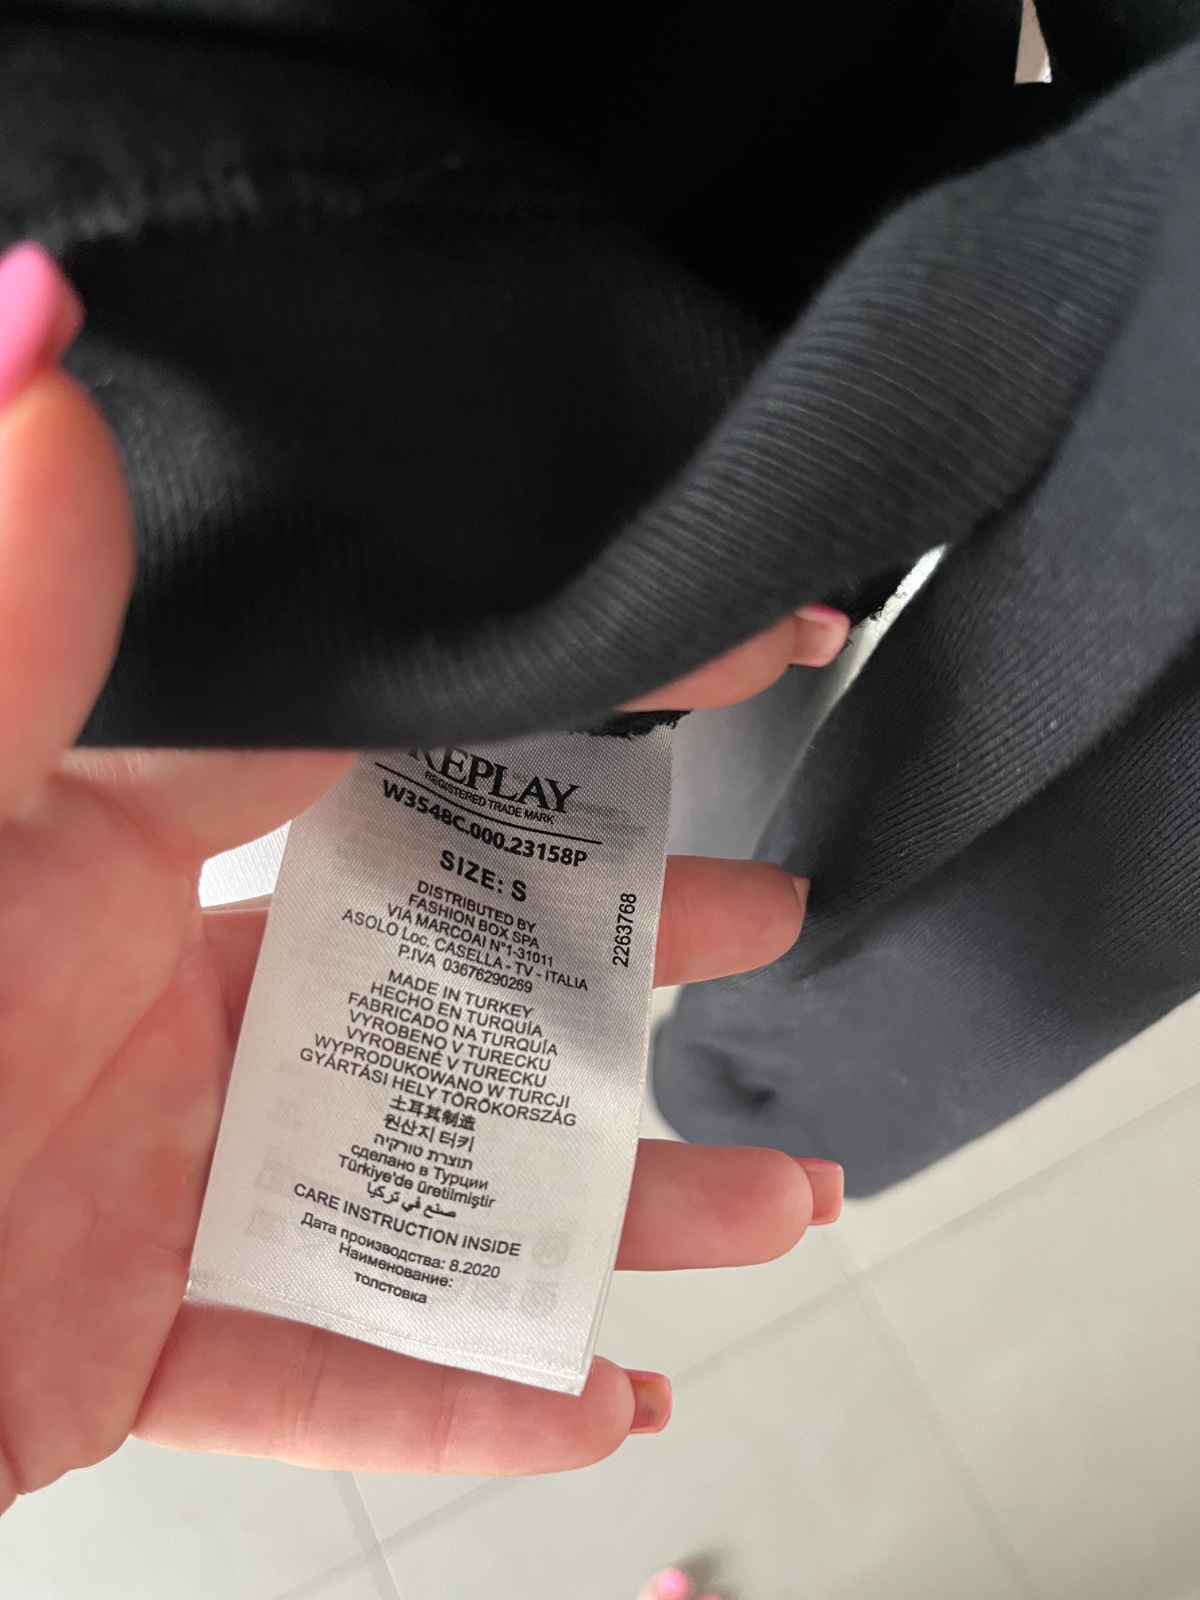 REPLAY
REGISTERED TRADE MARK
W3548C.000.23158P
SIZE: S
DISTRIBUTED BY
FASHION BOX SPA
VIA MARCOAI N°1-31011
ASOLO Loc. CASELLA - TV - ITALIA
P.IVA 03676290269
2263768
MADE IN TURKEY
HECHO EN TURQUÍA
FABRICADO NA TURQUÍA
VYROBENO V TURECKU
VYROBENÉ V TURECKU
WYPRODUKOWANO W TURCJI
GYÁRTÁSI HELY TÖRÖKORSZÁG
土耳其制造
원산지 터키
תוצרת טורקיה
сделано в Турции
Türkiye'de üretilmiştir
صنع في تركيا
CARE INSTRUCTION INSIDE
Дата производства: 8.2020
Наименование:
толстовка